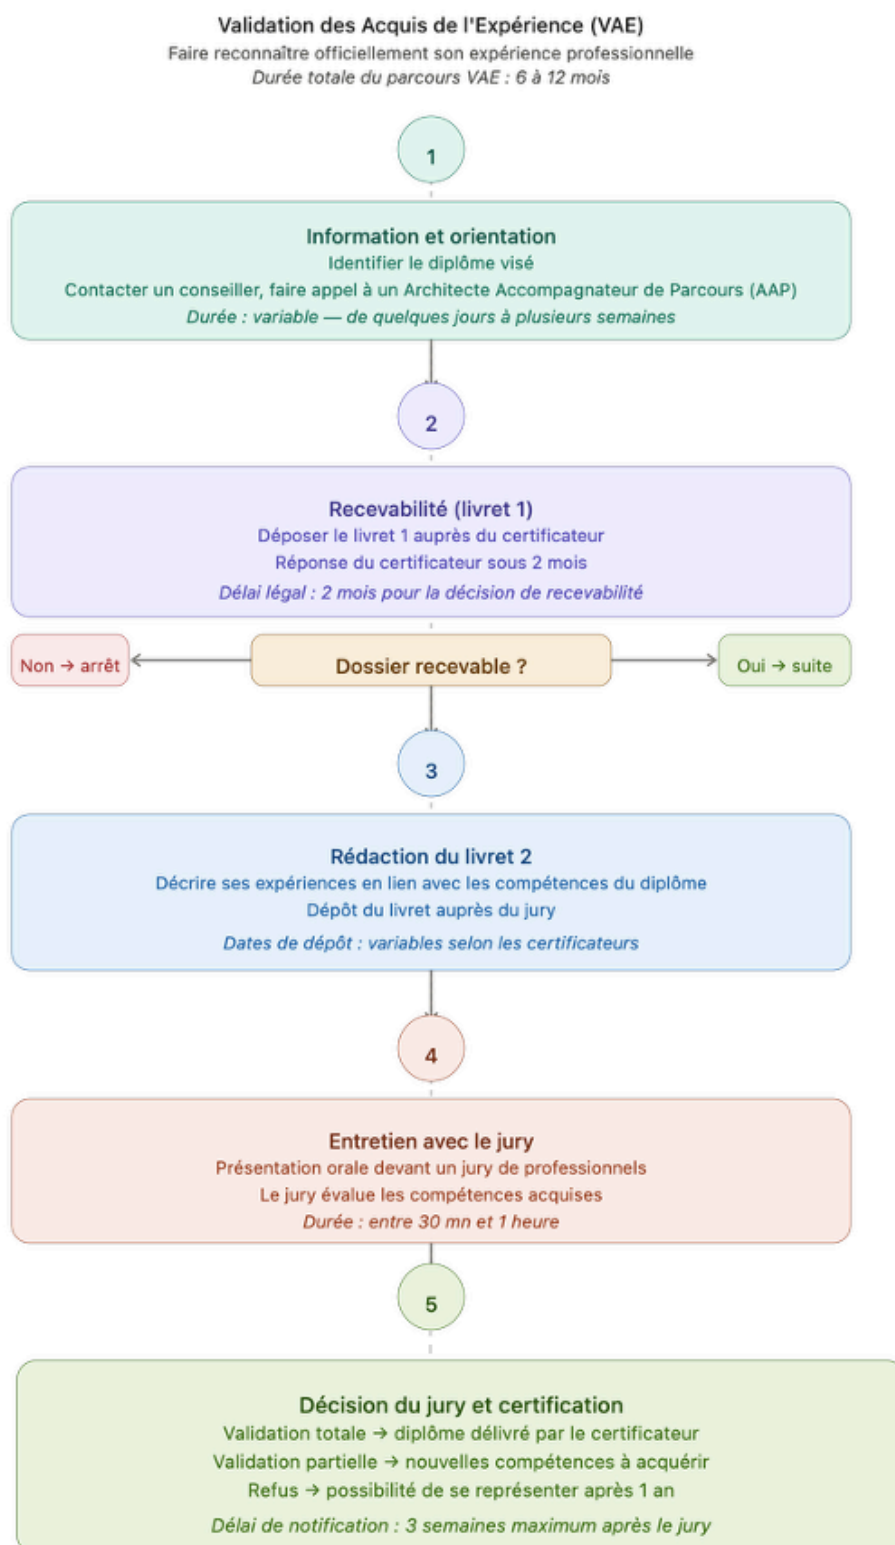 Validation des Acquis de l'Expérience (VAE)
Faire reconnaître officiellement son expérience professionnelle
Durée totale du parcours VAE : 6 à 12 mois
1
Information et orientation
Identifier le diplôme visé
Contacter un conseiller, faire appel à un Architecte Accompagnateur de Parcours (AAP)
Durée : variable — de quelques jours à plusieurs semaines
2
Recevabilité (livret 1)
Déposer le livret 1 auprès du certificateur
Réponse du certificateur sous 2 mois
Délai légal : 2 mois pour la décision de recevabilité
Non → arrêt
Dossier recevable ?
Oui → suite
3
Rédaction du livret 2
Décrire ses expériences en lien avec les compétences du diplôme
Dépôt du livret auprès du jury
Dates de dépôt : variables selon les certificateurs
4
Entretien avec le jury
Présentation orale devant un jury de professionnels
Le jury évalue les compétences acquises
Durée : entre 30 mn et 1 heure
5
Décision du jury et certification
Validation totale → diplôme délivré par le certificateur
Validation partielle → nouvelles compétences à acquérir
Refus → possibilité de se représenter après 1 an
Délai de notification : 3 semaines maximum après le jury